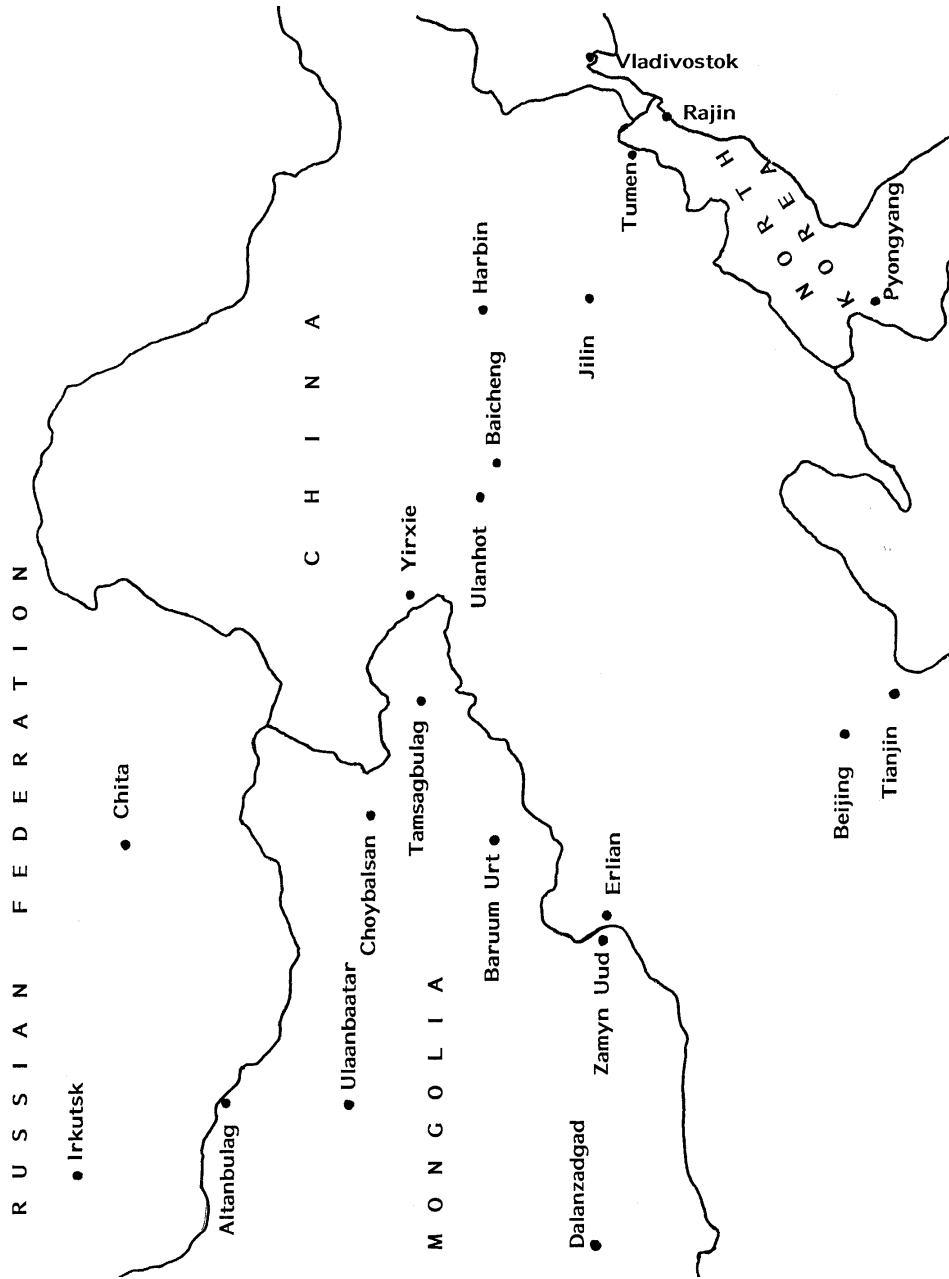 RUSSIAN FEDERATION
Irkutsk
Chita
Altanbulag
CHINA
Ulaanbaatar
Choybalsan
Yirxie
Tamsagbulag
MONGOLIA
Ulanhot
Harbin
Baicheng
Baruum Urt
Vladivostok
Jilin
Dalanzadgad
Zamyn Uud
Erlian
Tumen
Rajin
NORTH
KOREA
Beijing
Pyongyang
Tianjin